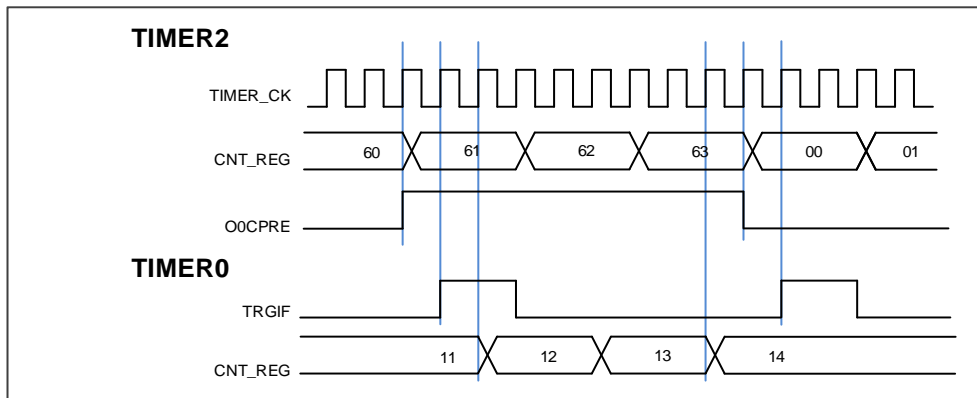 TIMER2
TIMER_CK
CNT_REG 60 61 62 63 00 01
O0CPRE
TIMER0
TRGIF
CNT_REG 11 12 13 14